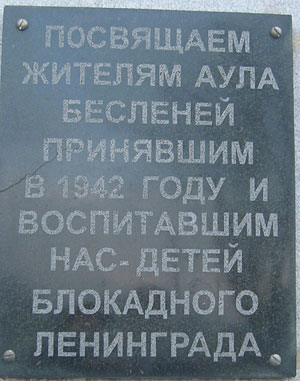 ПОСВЯЩАЕМ
ЖИТЕЛЯМ АУЛА
БЕСЛЕНЕЙ
ПРИНЯВШИМ
В 1942 ГОДУ И
ВОСПИТАВШИМ
НАС-ДЕТЕЙ
БЛОКАДНОГО
ЛЕНИНГРАДА